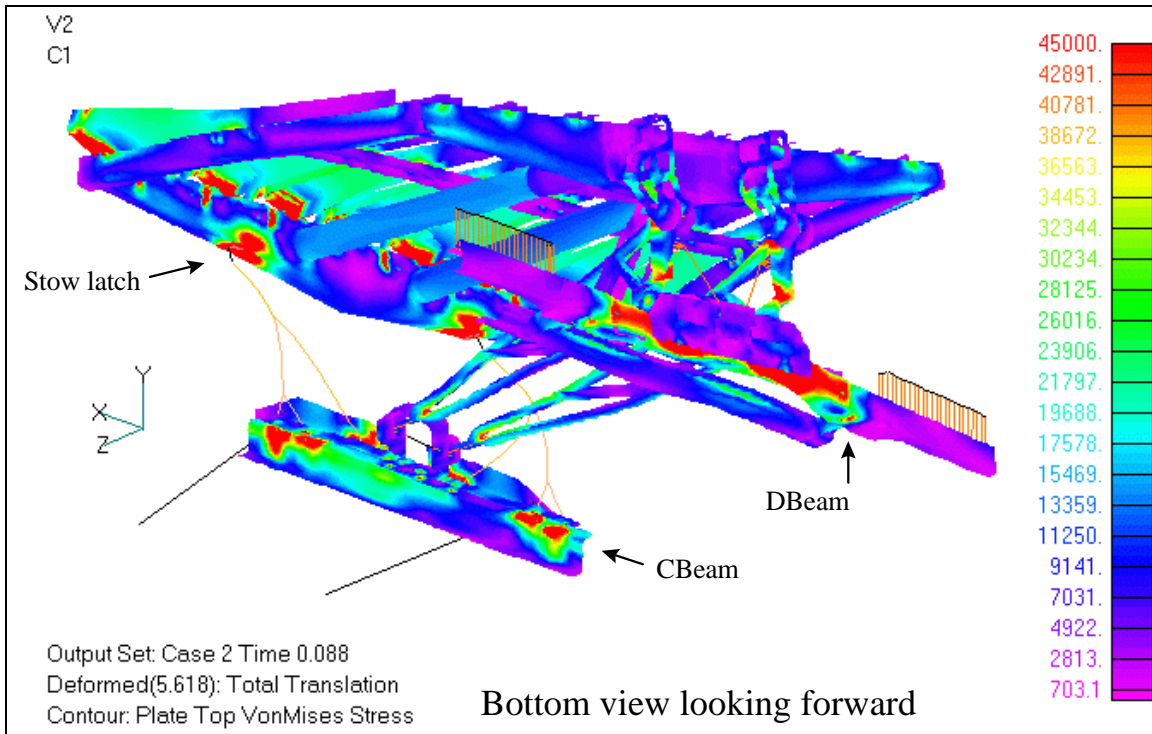 V2
C1
45000.
42891.
40781.
38672.
36563.
34453.
32344.
30234.
28125.
26016.
23906.
21797.
19688.
17578.
15469.
13359.
11250.
9141.
7031.
4922.
2813.
703.1
Stow latch
Y
X
Z
DBeam
CBeam
Output Set: Case 2 Time 0.088
Deformed(5.618): Total Translation
Contour: Plate Top VonMises Stress
Bottom view looking forward